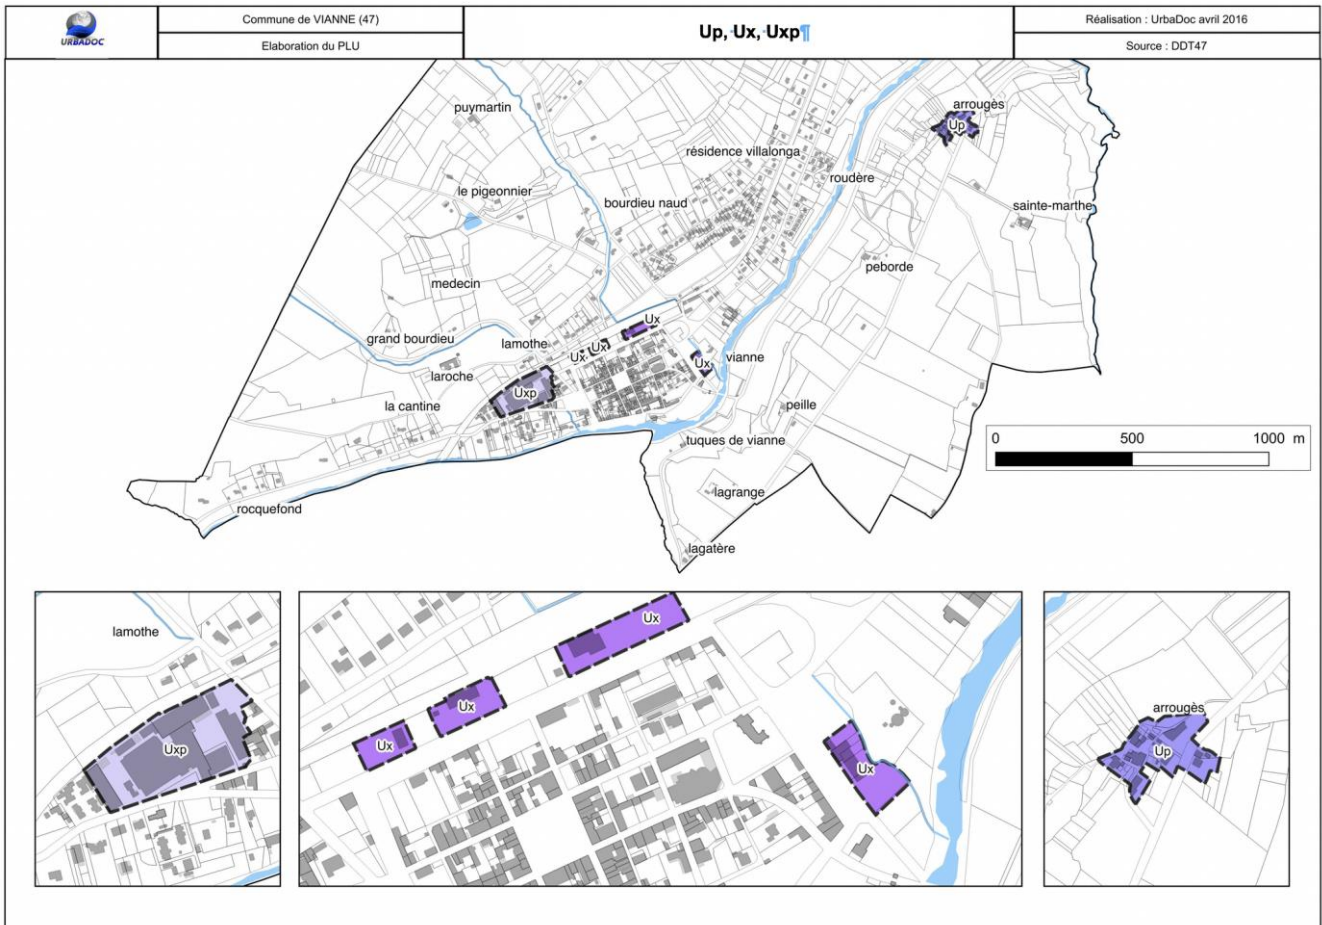 URBADOC
Commune de VIANNE (47)
Elaboration du PLU
Up, Ux, Uxp¶
Réalisation : UrbaDoc avril 2016
Source : DDT47
puymartin
arrougès
Up
résidence villalonga
le pigeonnier
roudère
bourdieu naud
sainte-marthe
peborde
medecin
Ux
grand bourdieu
lamothe
Ux
Ux
Ux
vianne
laroche
Uxp
la cantine
peille
tuques de vianne
0 500 1000 m
lagrange
rocquefond
lagatère
lamothe
Uxp
Ux
Ux
Ux
Ux
arrougès
Up